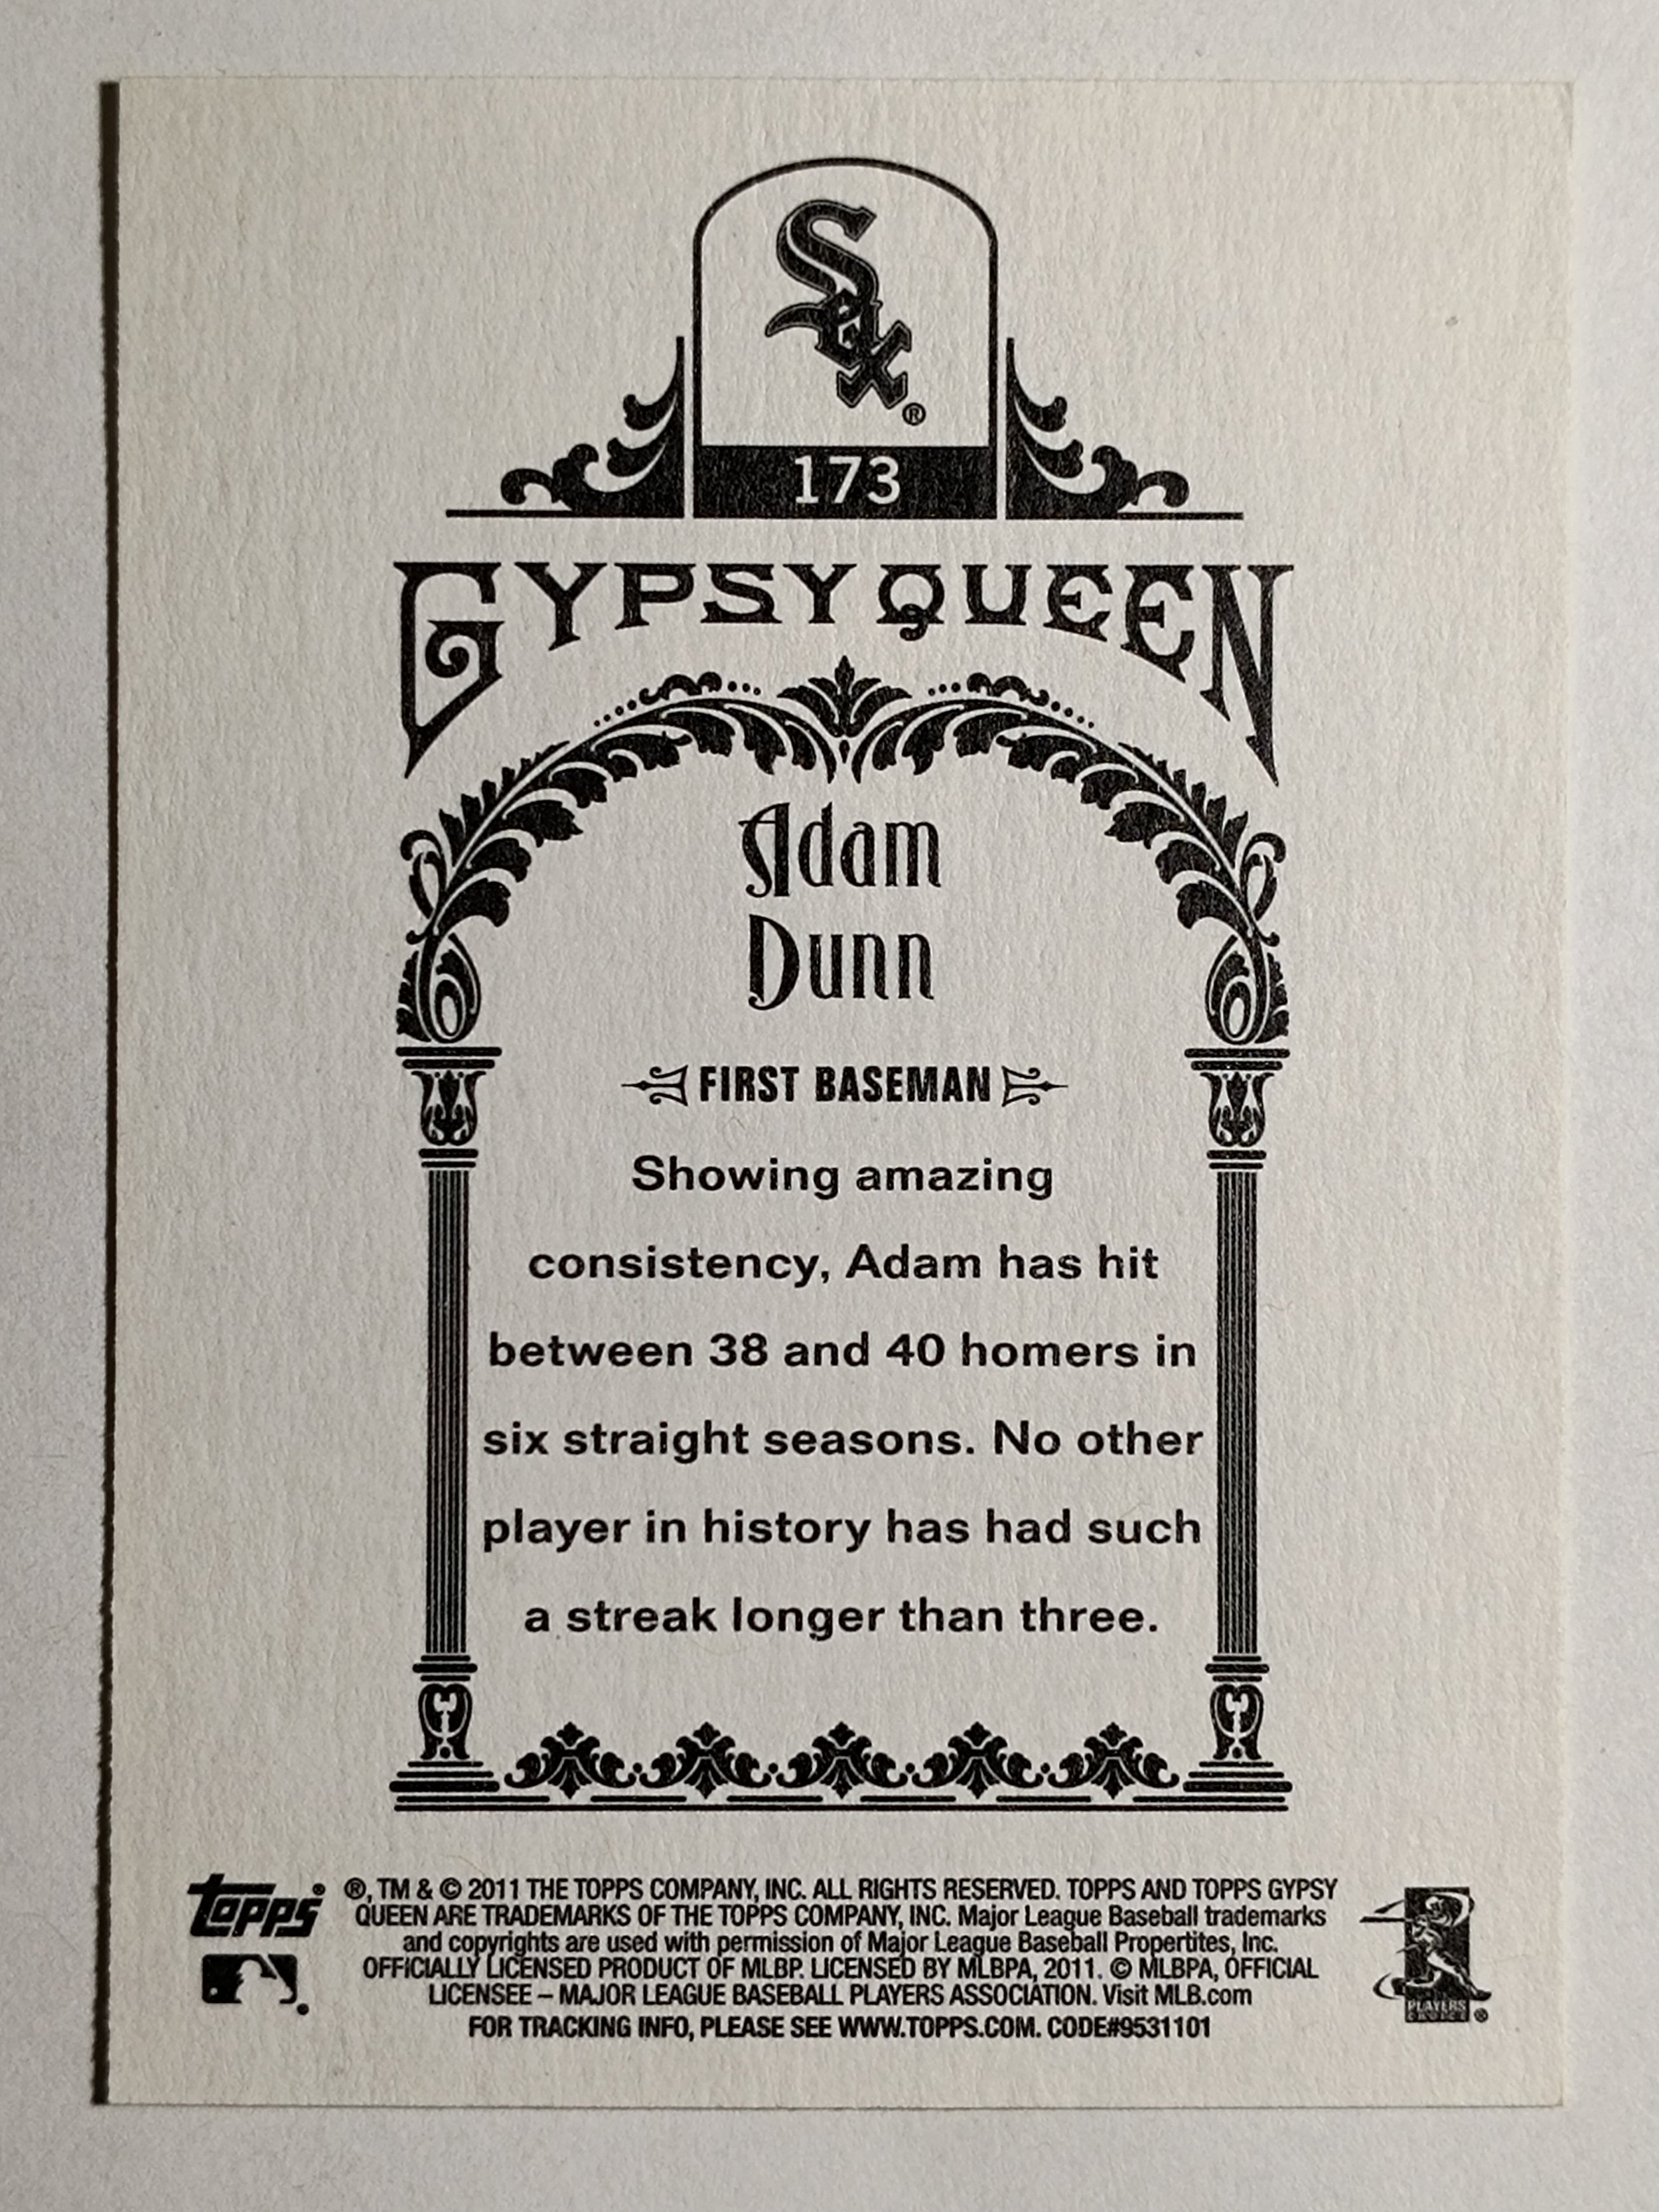 Sox®
173
GYPSY QUEEN
Adam
Dunn
FIRST BASEMAN
Showing amazing
consistency, Adam has hit
between 38 and 40 homers in
six straight seasons. No other
player in history has had such
a streak longer than three.
topps®
®, TM & © 2011 THE TOPPS COMPANY, INC. ALL RIGHTS RESERVED. TOPPS AND TOPPS GYPSY
QUEEN ARE TRADEMARKS OF THE TOPPS COMPANY, INC. Major League Baseball trademarks
and copyrights are used with permission of Major League Baseball Propertites, Inc.
OFFICIALLY LICENSED PRODUCT OF MLBP. LICENSED BY MLBPA, 2011. © MLBPA, OFFICIAL
LICENSEE – MAJOR LEAGUE BASEBALL PLAYERS ASSOCIATION. Visit MLB.com
FOR TRACKING INFO, PLEASE SEE WWW.TOPPS.COM. CODE#9531101
PLAYERS
CHOICE ®